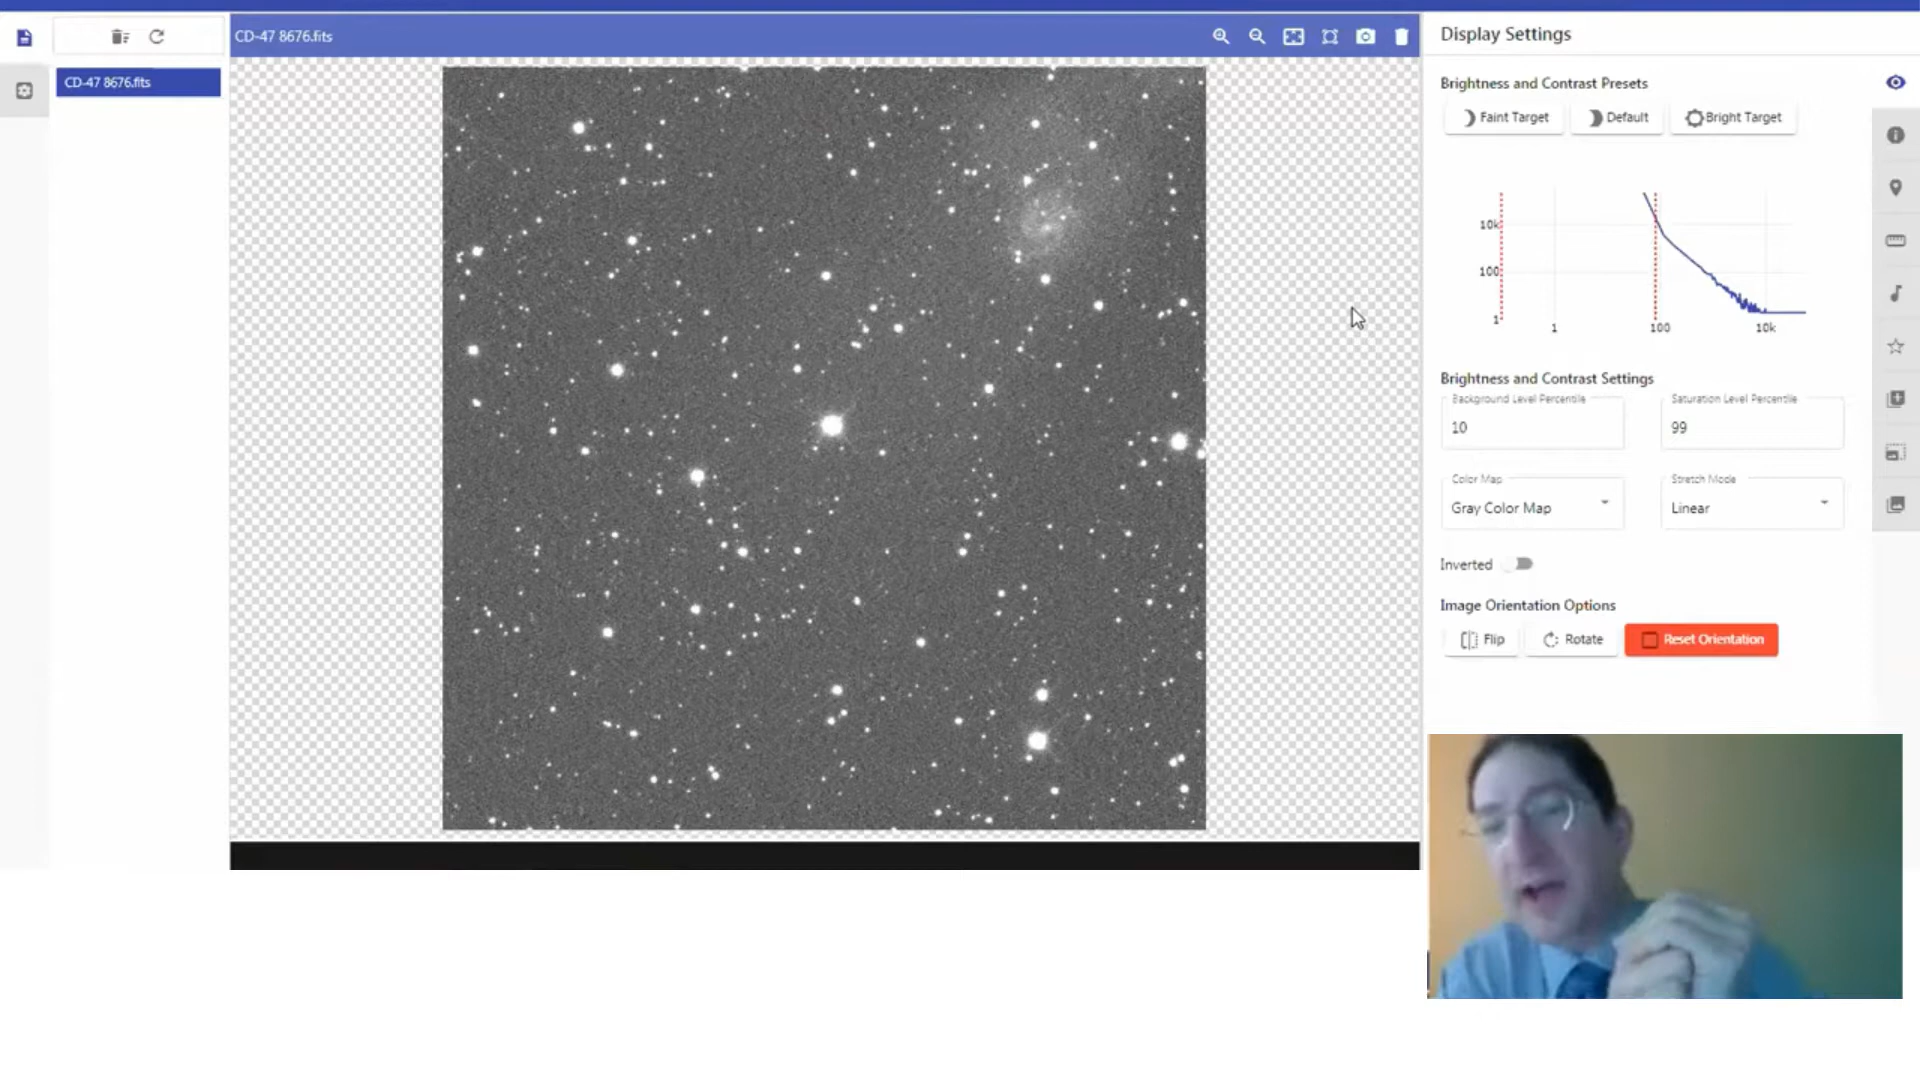 CD-47 8676.fits
CD-47 8676.fits
Display Settings
Brightness and Contrast Presets
Faint Target
Default
Bright Target
10k
100
1
1
100
10k
Brightness and Contrast Settings
Background Level Percentile
10
Saturation Level Percentile
99
Color Map
Gray Color Map
Stretch Mode
Linear
Inverted
Image Orientation Options
Flip
Rotate
Reset Orientation